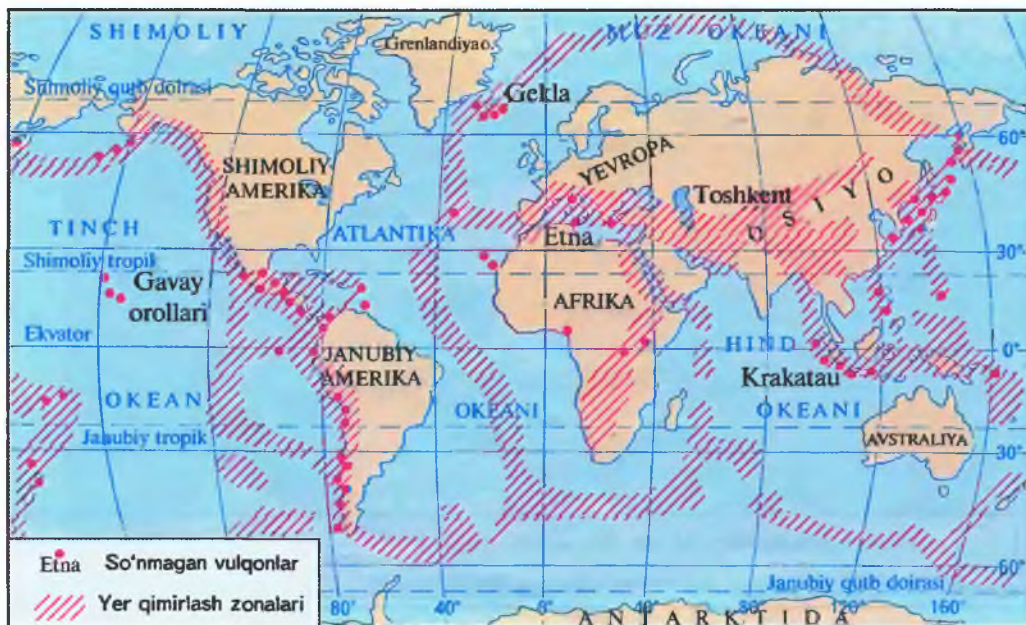 SHIMOLIY MUZ OKEANI
Grenlandiya o.
Shimoliy qutb doirasi
Gekla
60°
SHIMOLIY
AMERIKA
YEVROPA
Toshkent
OSIYO
TINCH
ATLANTIKA
Etna
30°
Shimoliy tropik
Gavay
orollari
AFRIKA
Ekvator
JANUBIY
AMERIKA
HIND
0°
Krakatau
OKEAN
OKEANI
OKEANI
Janubiy tropik
AVSTRALIYA
30°
Etna So'nmagan vulqonlar
60°
Janubiy qutb doirasi
Yer qimirlash zonalari
80° 40° 0° 40° 80° 120° 160°
ANTARKTIDA